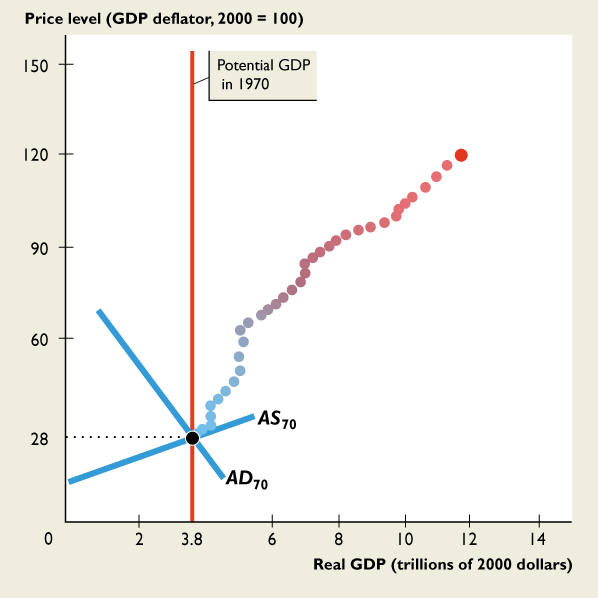 Price level (GDP deflator, 2000 = 100)
150
Potential GDP
in 1970
120
90
60
AS70
28
AD70
0
2
3.8
6
8
10
12
14
Real GDP (trillions of 2000 dollars)